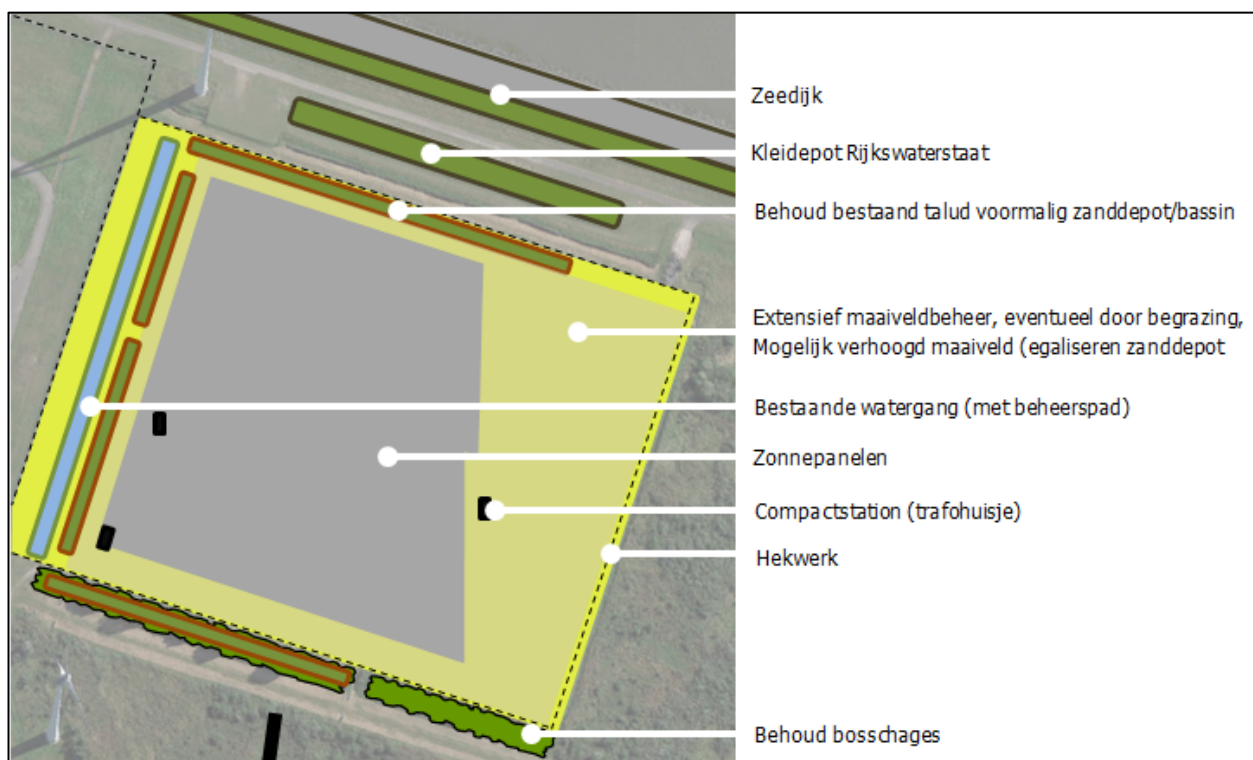 Zeedijk
Kleidepot Rijkswaterstaat
Behoud bestaand talud voormalig zanddepot/bassin
Extensief maaiveldbeheer, eventueel door begrazing,
Mogelijk verhoogd maaiveld (egaliseren zanddepot
Bestaande watergang (met beheerspad)
Zonnepanelen
Compactstation (trafohuisje)
Hekwerk
Behoud bosschages